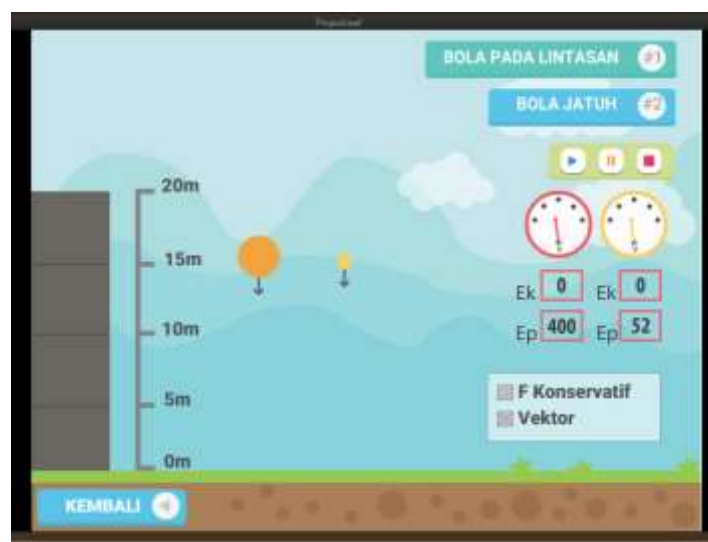 BOLA PADA LINTASAN #1
BOLA JATUH #2
20m
15m
10m
5m
0m
Ek 0 Ek 0
Ep 400 Ep 52
F Konservatif
Vektor
KEMBALI